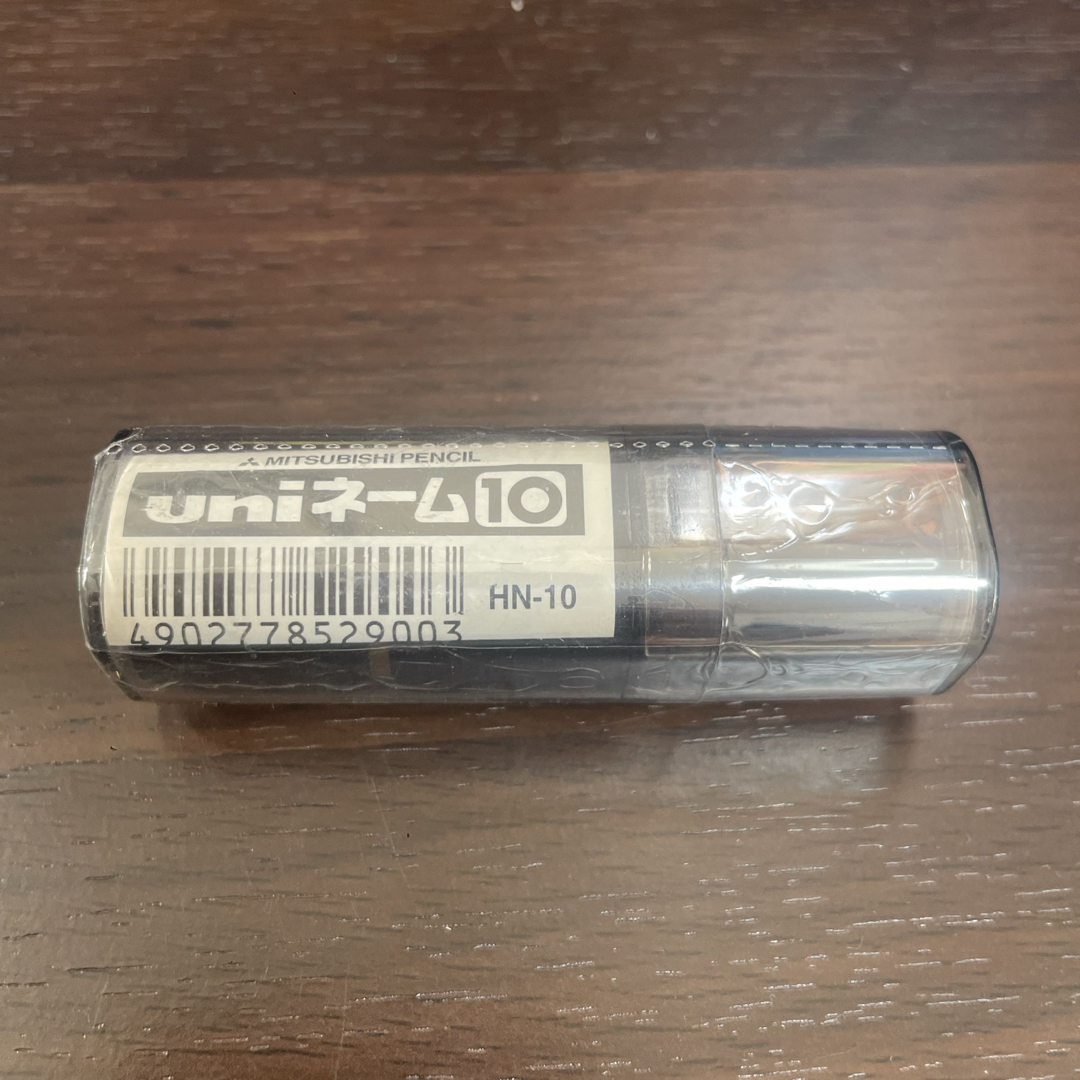 MITSUBISHI PENCIL
uniネーム10
HN-10
4902778529003